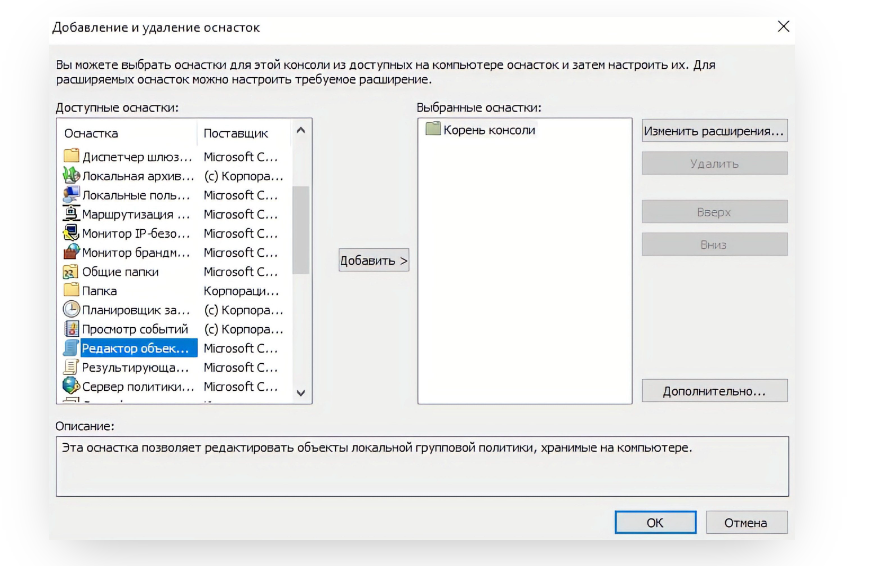 Добавление и удаление оснасток
Вы можете выбрать оснастки для этой консоли из доступных на компьютере оснасток и затем настроить их. Для
расширяемых оснасток можно настроить требуемое расширение.
Доступные оснастки:
Оснастка Поставщик
Диспетчер шлюз... Microsoft C...
Локальная архив... (c) Корпора...
Локальные поль... Microsoft C...
Маршрутизация ... Microsoft C...
Монитор IP-безо... Microsoft C...
Монитор брандм... Microsoft C...
Общие папки Microsoft C...
Папка Корпораци...
Планировщик за... (c) Корпора...
Просмотр событий (c) Корпора...
Редактор объек... Microsoft C...
Результирующа... Microsoft C...
Сервер политики... Microsoft C...
Добавить >
Выбранные оснастки:
Корень консоли
Изменить расширения...
Удалить
Вверх
Вниз
Дополнительно...
Описание:
Эта оснастка позволяет редактировать объекты локальной групповой политики, хранимые на компьютере.
ОК
Отмена